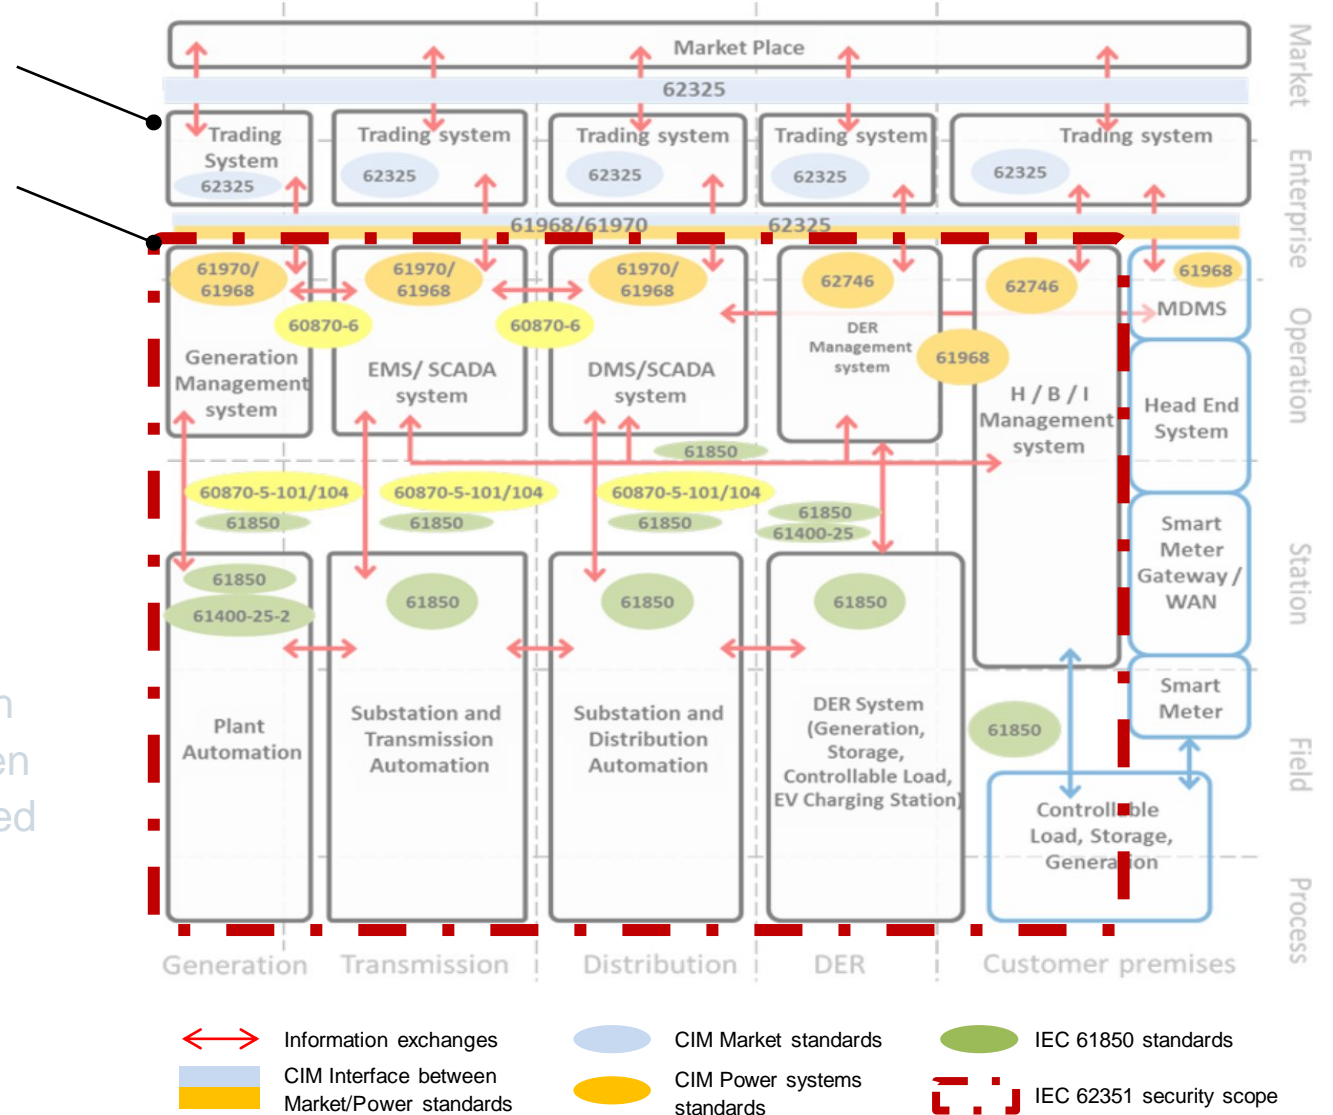 Market Place
62325
Trading
System
62325
Trading system
62325
Trading system
62325
Trading system
62325
Trading system
62325
61968/61970
62325
61970/
61968
61970/
61968
61970/
61968
62746
62746
61968
MDMS
60870-6
60870-6
61968
Generation
Management
system
EMS/ SCADA
system
DMS/SCADA
system
DER
Management
system
H / B / I
Management
system
Head End
System
61850
60870-5-101/104
61850
60870-5-101/104
61850
60870-5-101/104
61850
61850
61400-25
Smart
Meter
Gateway /
WAN
61850
61400-25-2
61850
61850
61850
Plant
Automation
Substation and
Transmission
Automation
Substation and
Distribution
Automation
DER System
(Generation,
Storage,
Controllable Load,
EV Charging Station)
61850
Smart
Meter
Controllable
Load, Storage,
Generation
Market
Enterprise
Operation
Station
Field
Process
n
en
ed
Generation
Transmission
Distribution
DER
Customer premises
Information exchanges
CIM Market standards
IEC 61850 standards
CIM Interface between
Market/Power standards
CIM Power systems
standards
IEC 62351 security scope